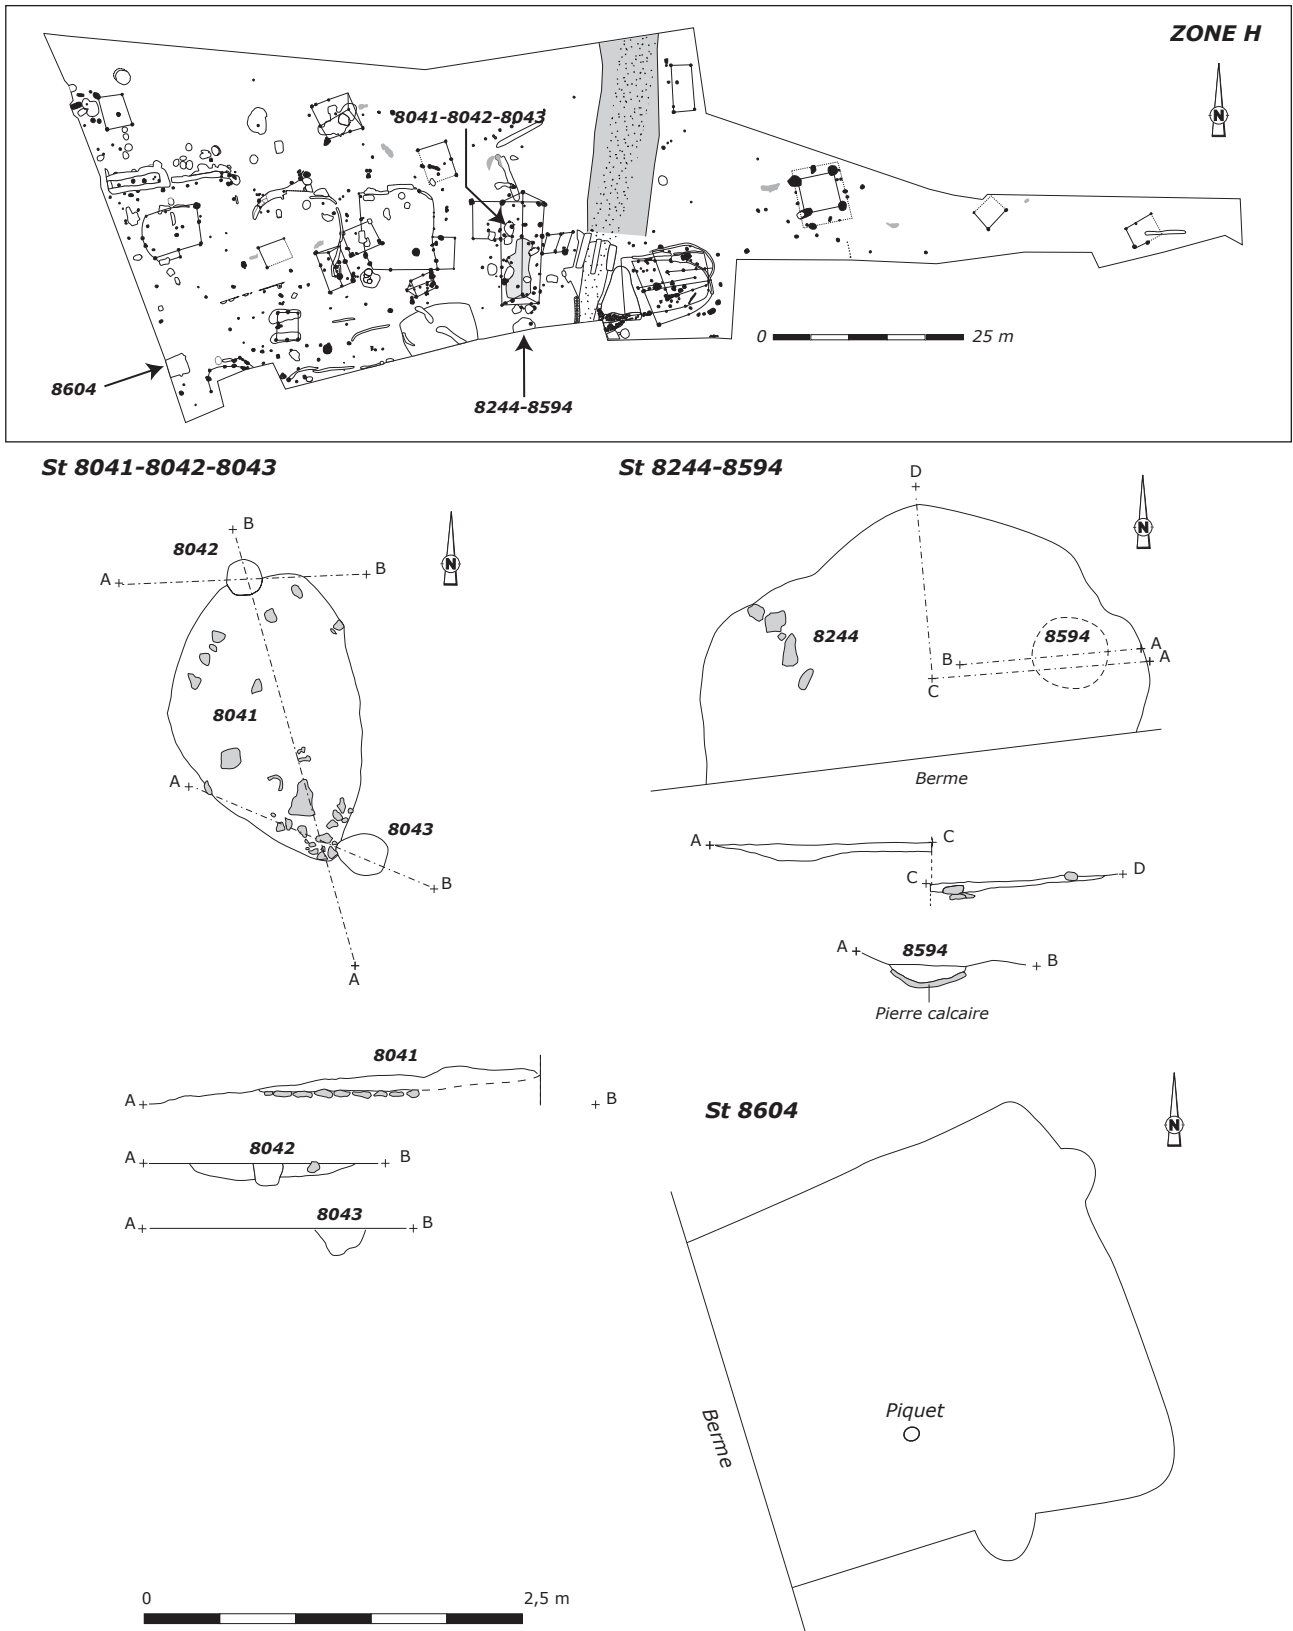 ZONE H
N
8041-8042-8043
0 25 m
8604
8244-8594
St 8041-8042-8043
B
8042
A B
N
8041
A
8043
B
A
8041
A B
8042
A B
8043
A B
0 2,5 m
St 8244-8594
D
N
8244
8594
B A
A
C
Berme
A C
C D
8594
A B
Pierre calcaire
St 8604
N
Piquet
Berme